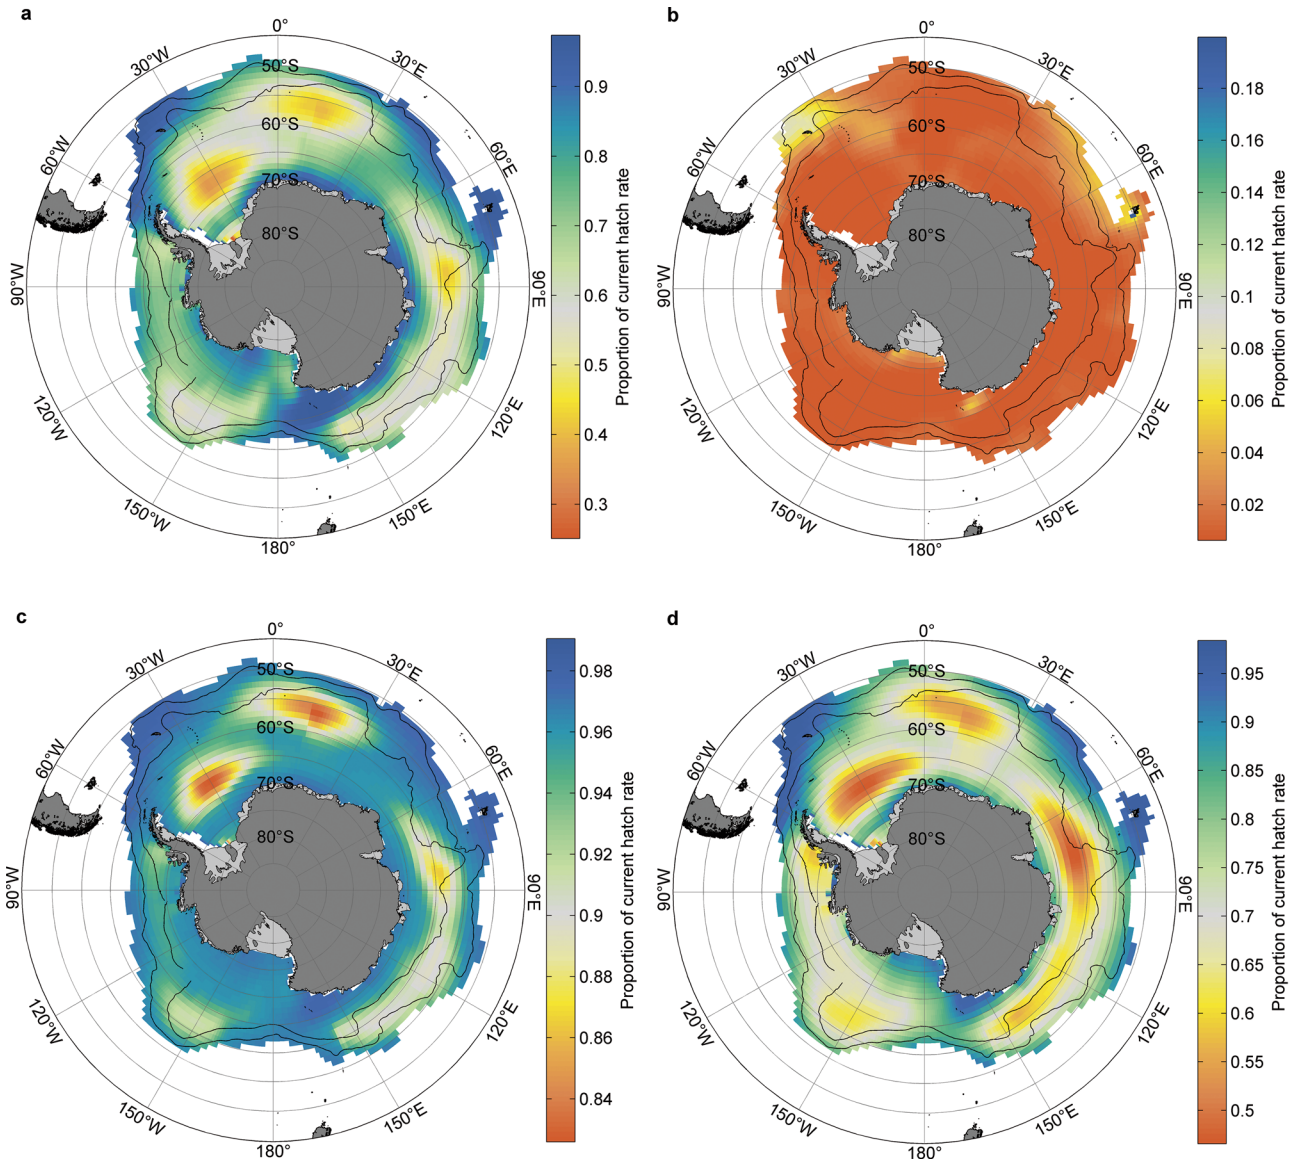 a
0°
30°W
30°E
50°S
60°W
60°S
60°E
70°S
80°S
90°W
90°E
120°W
120°E
150°W
150°E
180°
0.9
0.8
0.7
0.6
0.5
0.4
0.3
Proportion of current hatch rate
b
0°
30°W
30°E
50°S
60°W
60°S
60°E
70°S
80°S
90°W
90°E
120°W
120°E
150°W
150°E
180°
0.18
0.16
0.14
0.12
0.1
0.08
0.06
0.04
0.02
Proportion of current hatch rate
c
0°
30°W
30°E
50°S
60°W
60°S
60°E
70°S
80°S
90°W
90°E
120°W
120°E
150°W
150°E
180°
0.98
0.96
0.94
0.92
0.9
0.88
0.86
0.84
Proportion of current hatch rate
d
0°
30°W
30°E
50°S
60°W
60°S
60°E
70°S
80°S
90°W
90°E
120°W
120°E
150°W
150°E
180°
0.95
0.9
0.85
0.8
0.75
0.7
0.65
0.6
0.55
0.5
Proportion of current hatch rate